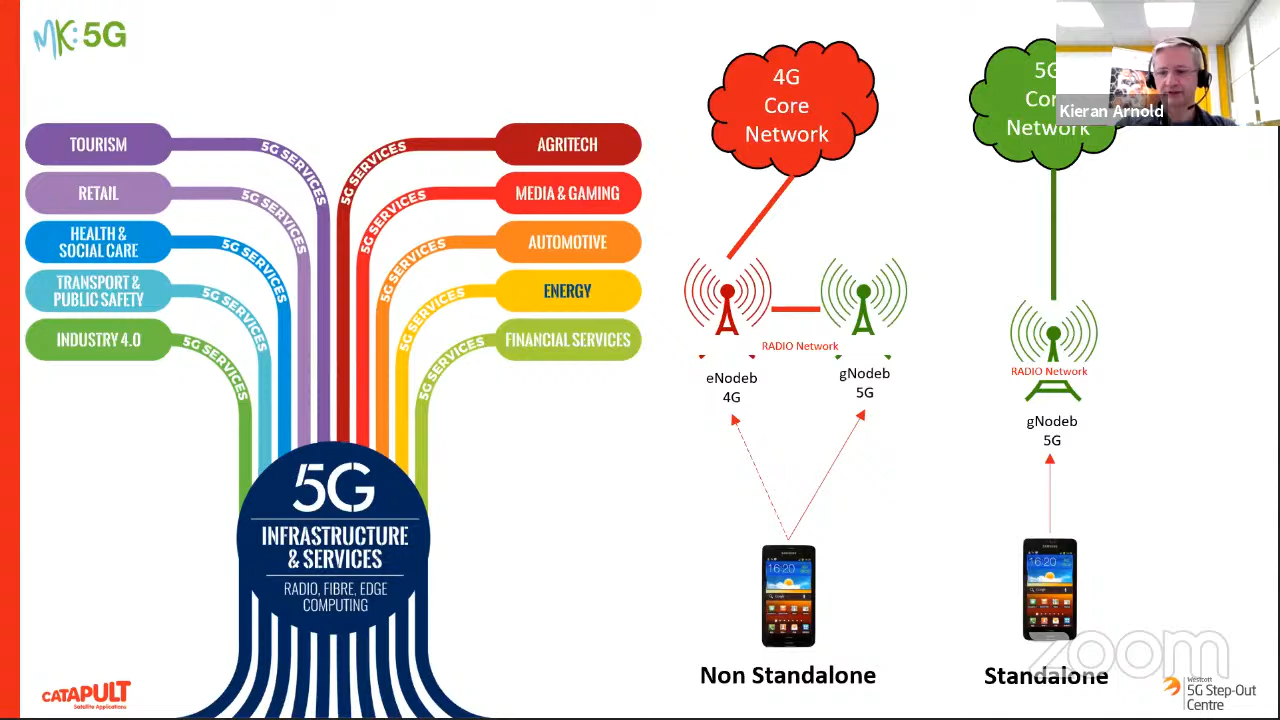 MK:5G
TOURISM
RETAIL
HEALTH &
SOCIAL CARE
TRANSPORT &
PUBLIC SAFETY
INDUSTRY 4.0
5G SERVICES
5G SERVICES
5G SERVICES
5G SERVICES
5G SERVICES
5G SERVICES
5G SERVICES
5G SERVICES
5G SERVICES
5G SERVICES
AGRITECH
MEDIA & GAMING
AUTOMOTIVE
ENERGY
FINANCIAL SERVICES
5G
INFRASTRUCTURE
& SERVICES
RADIO, FIBRE, EDGE
COMPUTING
CATAPULT
Satellite Applications
4G
Core
Network
RADIO Network
eNodeb
4G
gNodeb
5G
SAMSUNG
16:20
Non Standalone
5G
Network
Kieran Arnold
RADIO Network
gNodeb
5G
SAMSUNG
16:20
Standalone
zoom
Westcott
5G Step-Out
Centre